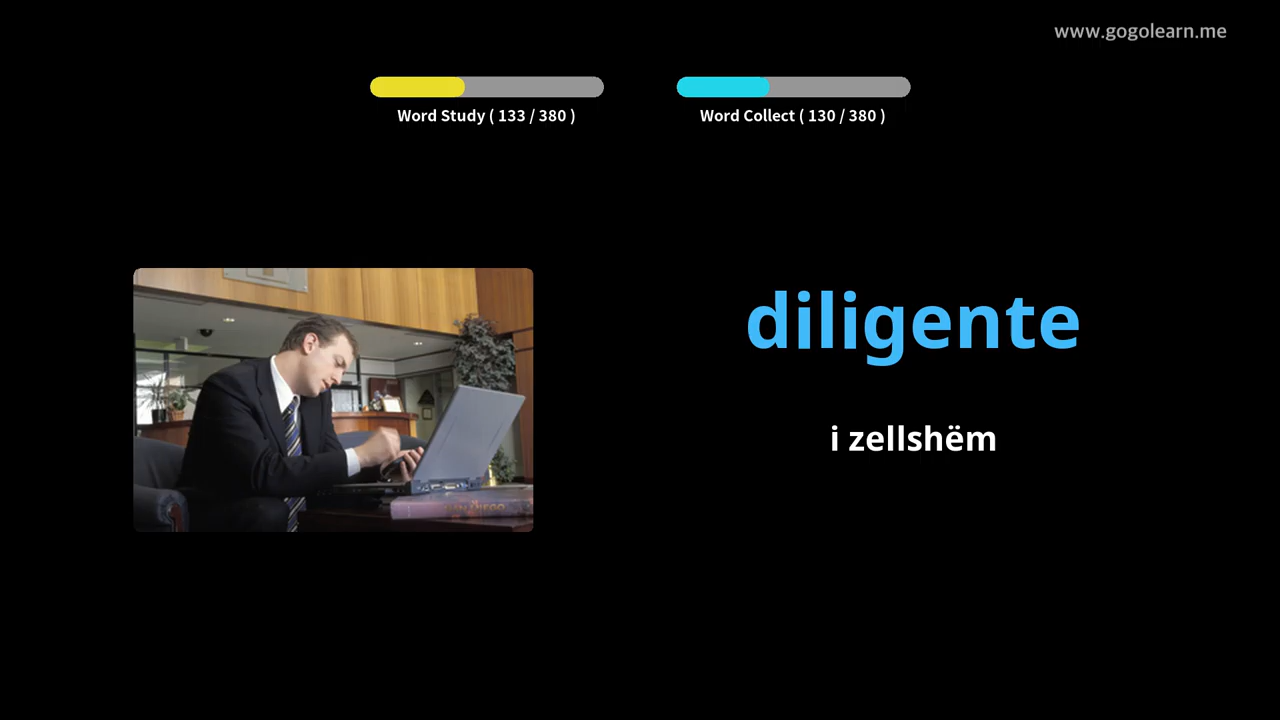 www.gogolearn.me
Word Study ( 133 / 380 )
Word Collect ( 130 / 380 )
diligente
i zellshëm